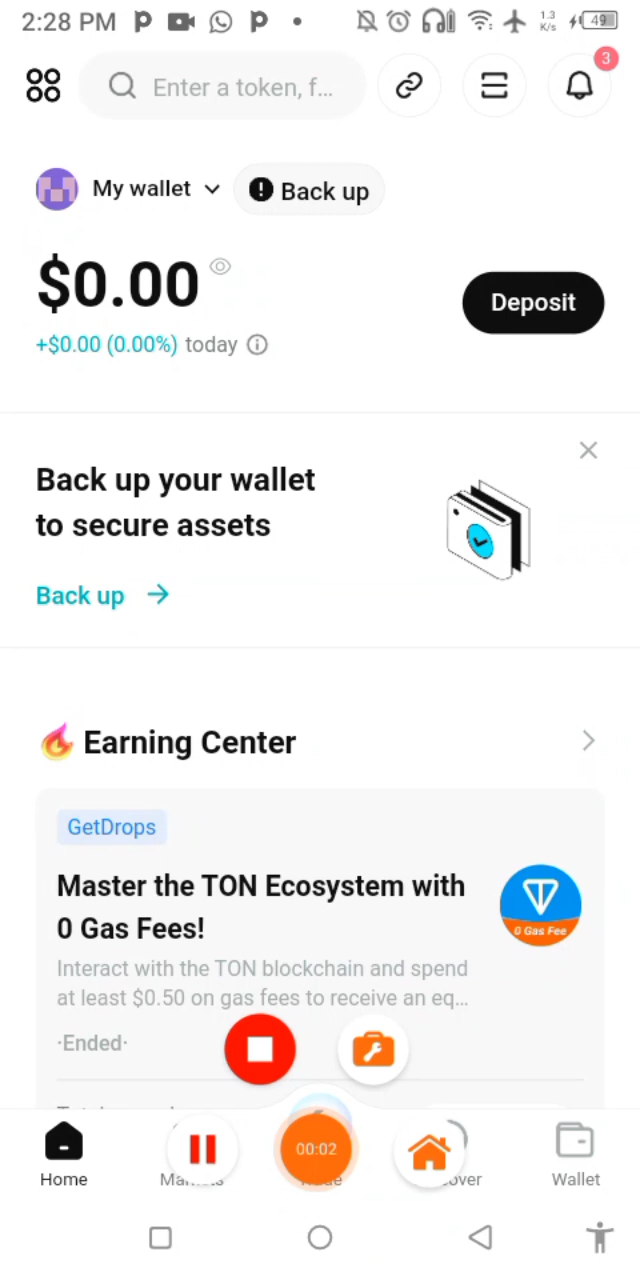 2:28 PM
1.3
K/s
49
3
Enter a token, f...
My wallet
Back up
$0.00
Deposit
+$0.00 (0.00%) today
Back up your wallet
to secure assets
Back up
Earning Center
GetDrops
Master the TON Ecosystem with
0 Gas Fees!
0 Gas Fee
Interact with the TON blockchain and spend
at least $0.50 on gas fees to receive an eq...
·Ended·
00:02
Home
Wallet